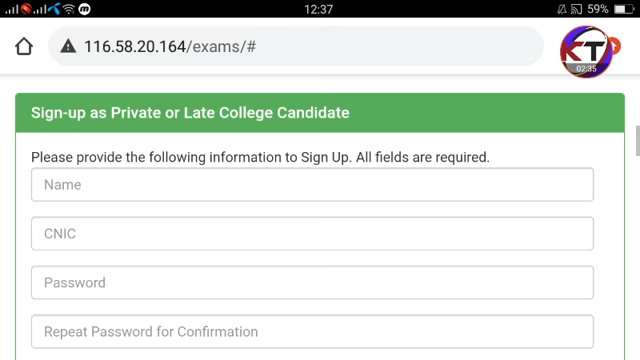 12:37
59%
116.58.20.164/exams/#
KT
02:35
Sign-up as Private or Late College Candidate
Please provide the following information to Sign Up. All fields are required.
Name
CNIC
Password
Repeat Password for Confirmation